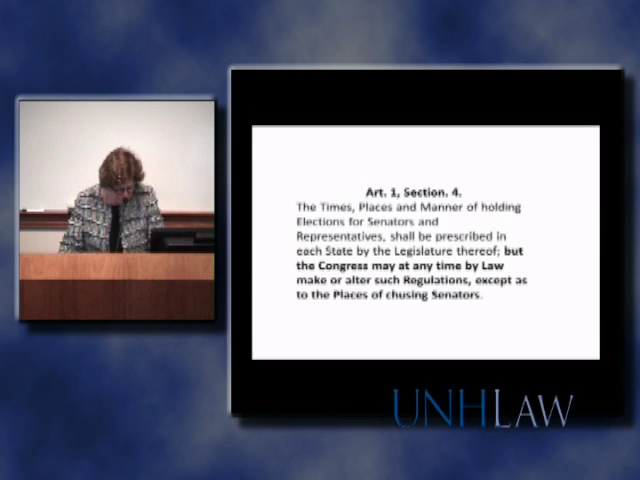 Art. 1, Section. 4.
The Times, Places and Manner of holding
Elections for Senators and
Representatives, shall be prescribed in
each State by the Legislature thereof; but
the Congress may at any time by Law
make or alter such Regulations, except as
to the Places of chusing Senators.
UNHLAW